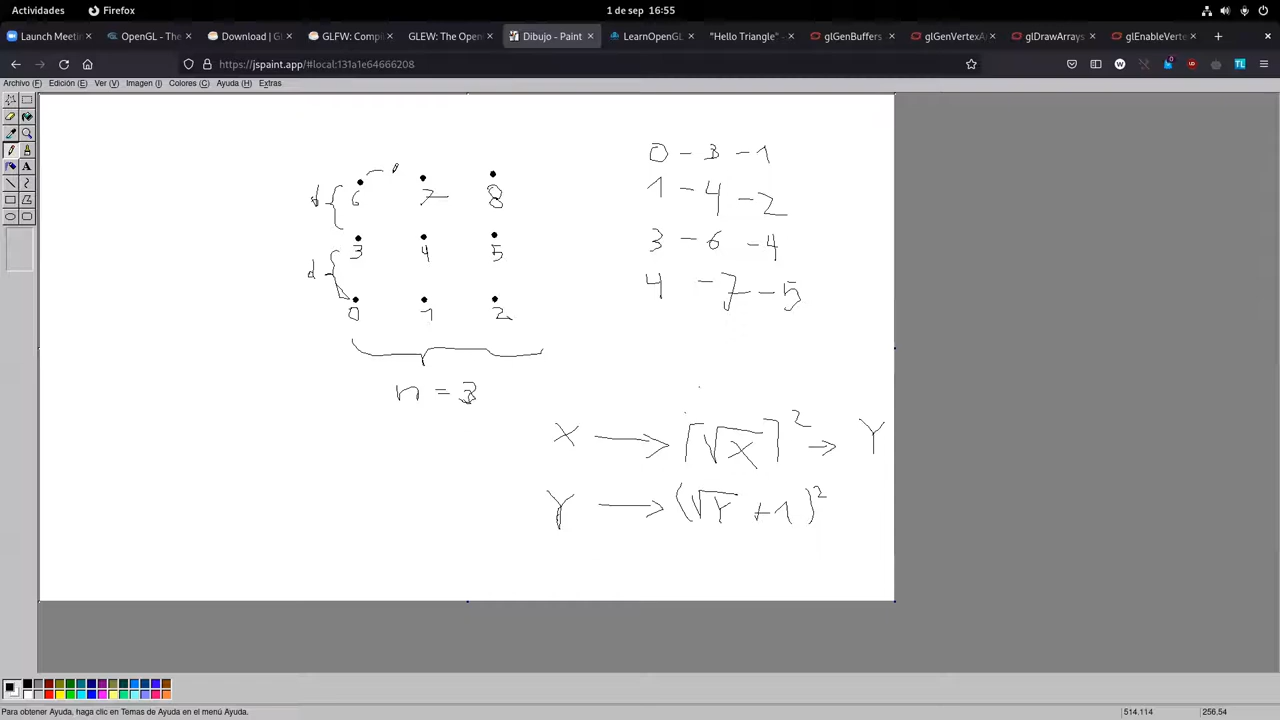 Actividades Firefox 1 de sep 16:55
Launch Meetin OpenGL - The Download | Gl GLFW: Compil GLEW: The Open Dibujo - Paint LearnOpenGL "Hello Triangle" glGenBuffers glGenVertexAr glDrawArrays glEnableVerte
https://jspaint.app/#local:131a1e64666208
Archivo (F) Edición (E) Ver (V) Imagen (I) Colores (C) Ayuda (H) Extras
6 7 8
d 3 4 5
d 0 1 2
n = 3
0 - 3 - 1
1 - 4 - 2
3 - 6 - 4
4 - 7 - 5
X → ⌈√X⌉² → Y
Y → (√Y + 1)²
Para obtener Ayuda, haga clic en Temas de Ayuda en el menú Ayuda. 514.114 256.54